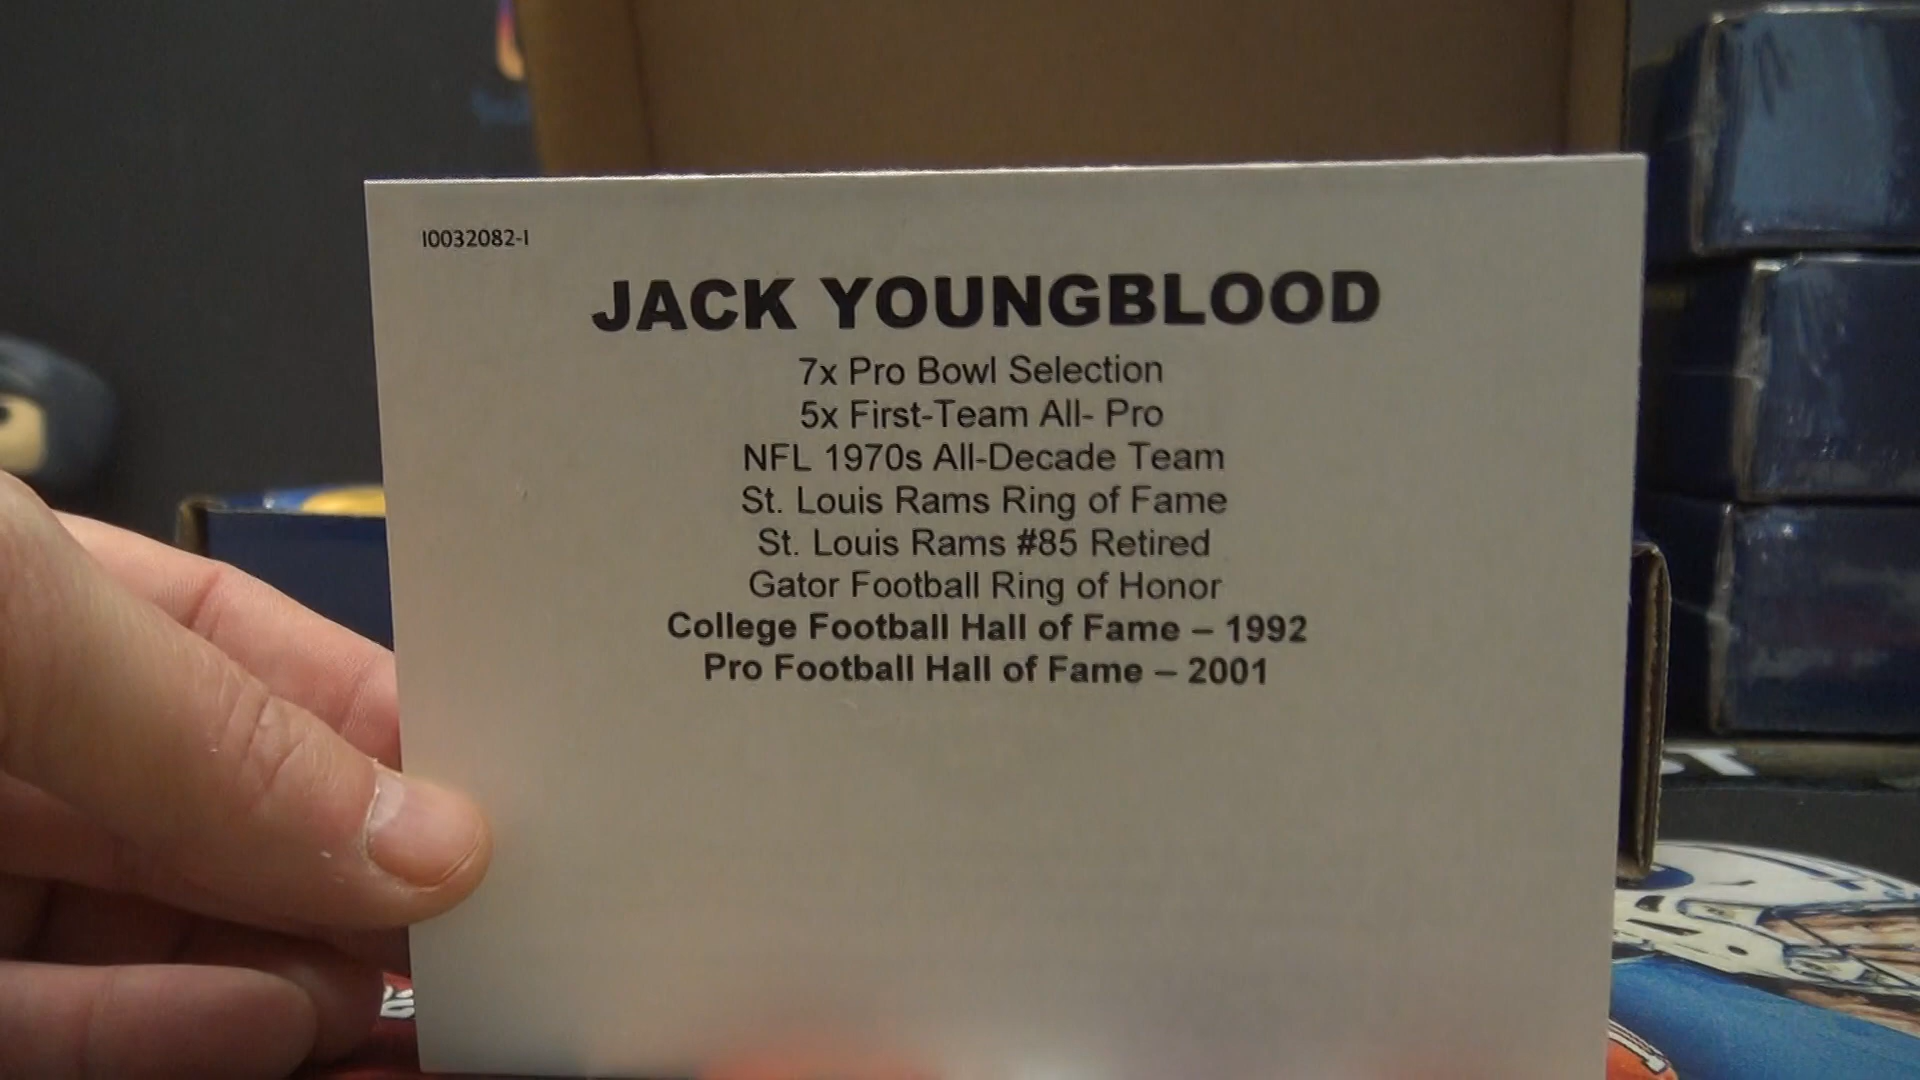 I0032082-I
JACK YOUNGBLOOD
7x Pro Bowl Selection
5x First-Team All- Pro
NFL 1970s All-Decade Team
St. Louis Rams Ring of Fame
St. Louis Rams #85 Retired
Gator Football Ring of Honor
College Football Hall of Fame – 1992
Pro Football Hall of Fame – 2001